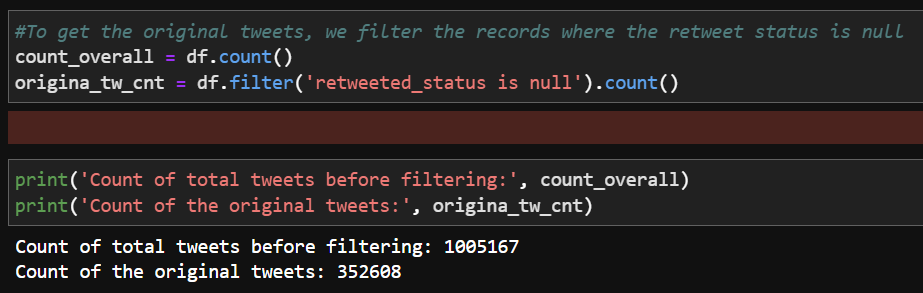 #To get the original tweets, we filter the records where the retweet status is null
count_overall = df.count()
origina_tw_cnt = df.filter('retweeted_status is null').count()
print('Count of total tweets before filtering:', count_overall)
print('Count of the original tweets:', origina_tw_cnt)
Count of total tweets before filtering: 1005167
Count of the original tweets: 352608